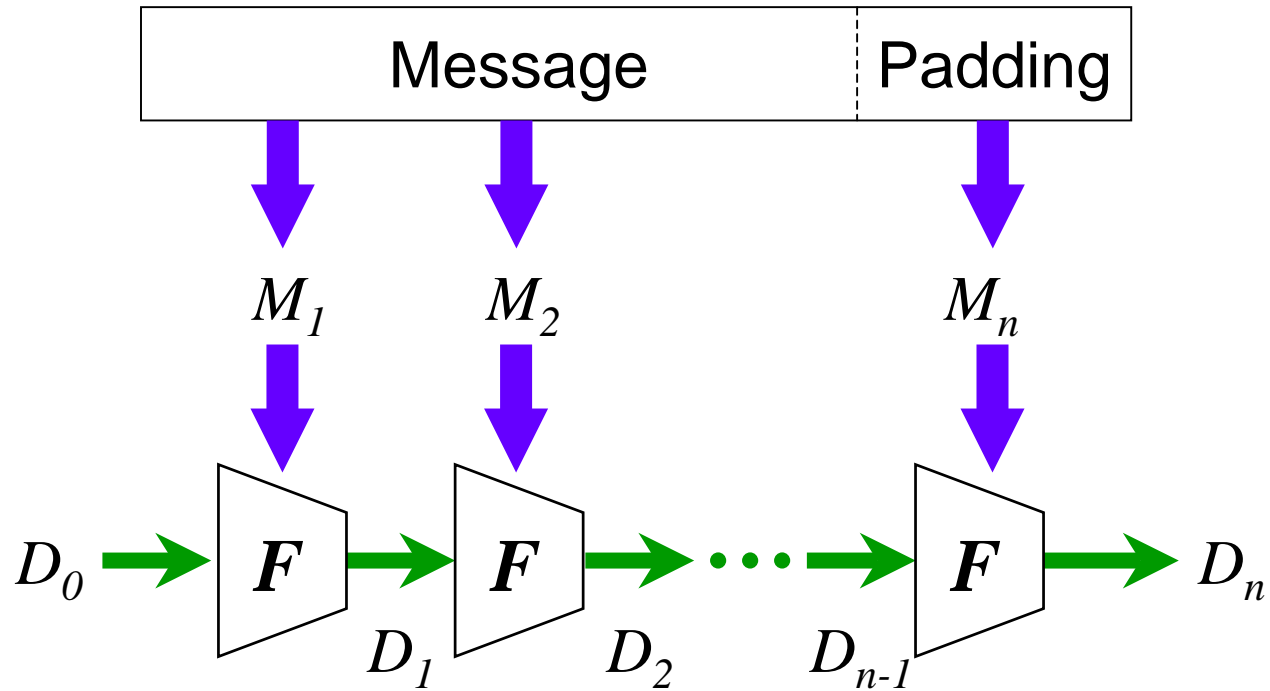 Message Padding
M₁ M₂ Mₙ
D₀ F F F Dₙ
D₁ D₂ Dₙ₋₁